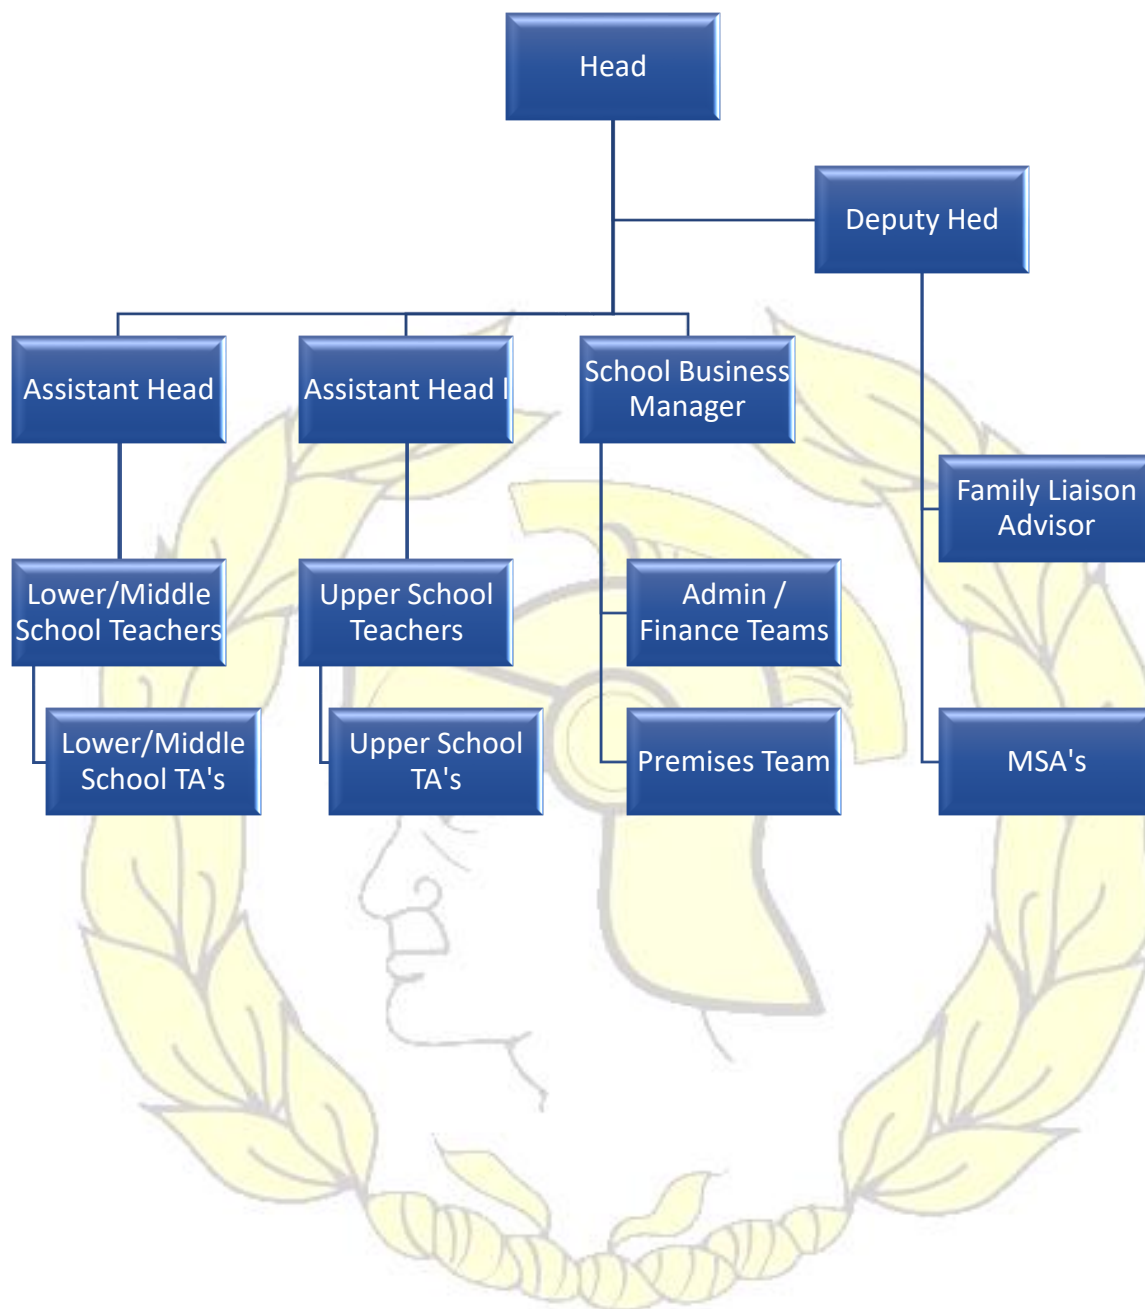 Head
Deputy Hed
Assistant Head
Assistant Head l
School Business
Manager
Family Liaison
Advisor
Lower/Middle
School Teachers
Upper School
Teachers
Admin /
Finance Teams
Lower/Middle
School TA's
Upper School
TA's
Premises Team
MSA's